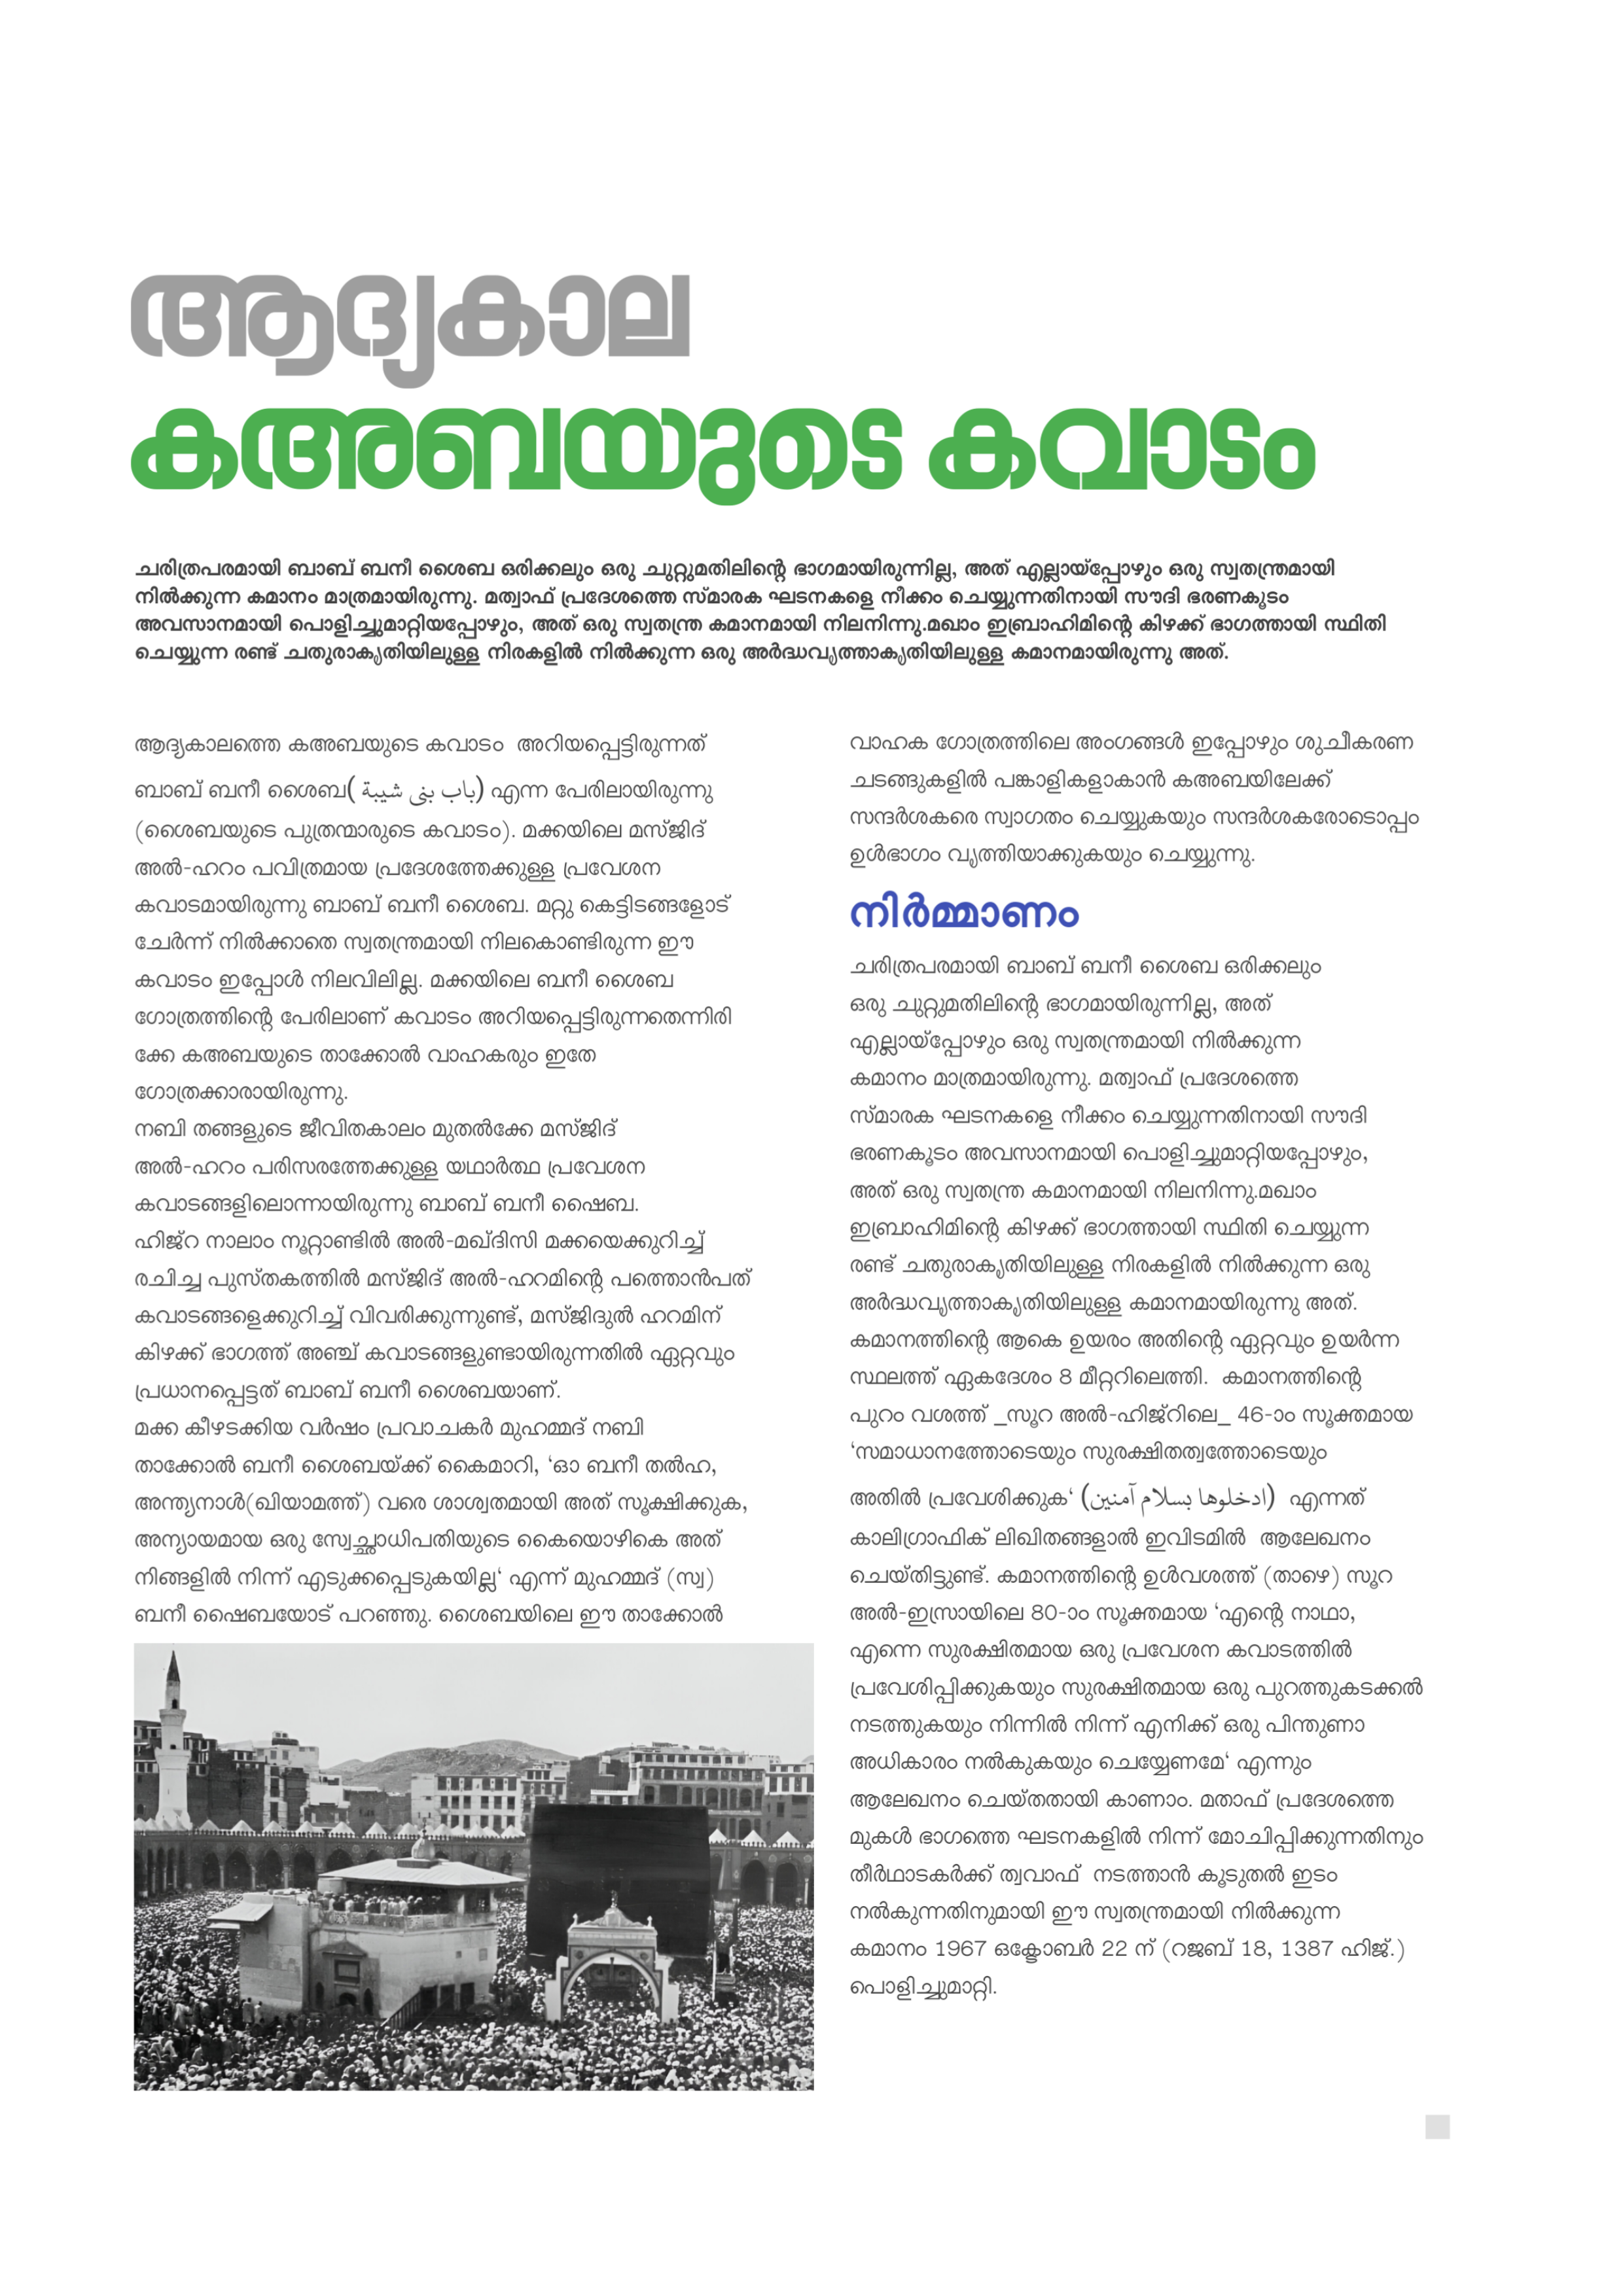 ആദ്യകാല
കഅബയുടെ കവാടം
ചരിത്രപരമായി ബാബ് ബനീ ശൈബ ഒരിക്കലും ഒരു ചുറ്റുമതിലിന്റെ ഭാഗമായിരുന്നില്ല, അത് എല്ലായ്പ്പോഴും ഒരു സ്വതന്ത്രമായി
നിൽക്കുന്ന കമാനം മാത്രമായിരുന്നു. മത്വാഫ് പ്രദേശത്തെ സ്മാരക ഘടനകളെ നീക്കം ചെയ്യുന്നതിനായി സൗദി ഭരണകൂടം
അവസാനമായി പൊളിച്ചുമാറ്റിയപ്പോഴും, അത് ഒരു സ്വതന്ത്ര കമാനമായി നിലനിന്നു.മഖാം ഇബ്രാഹിമിന്റെ കിഴക്ക് ഭാഗത്തായി സ്ഥിതി
ചെയ്യുന്ന രണ്ട് ചതുരാകൃതിയിലുള്ള നിരകളിൽ നിൽക്കുന്ന ഒരു അർദ്ധവൃത്താകൃതിയിലുള്ള കമാനമായിരുന്നു അത്.
ആദ്യകാലത്തെ കഅബയുടെ കവാടം അറിയപ്പെട്ടിരുന്നത്
ബാബ് ബനീ ശൈബ( باب بنى شيبة) എന്ന പേരിലായിരുന്നു
(ശൈബയുടെ പുത്രന്മാരുടെ കവാടം). മക്കയിലെ മസ്ജിദ്
അൽ-ഹറം പവിത്രമായ പ്രദേശത്തേക്കുള്ള പ്രവേശന
കവാടമായിരുന്നു ബാബ് ബനീ ശൈബ. മറ്റു കെട്ടിടങ്ങളോട്
ചേർന്ന് നിൽക്കാതെ സ്വതന്ത്രമായി നിലകൊണ്ടിരുന്ന ഈ
കവാടം ഇപ്പോൾ നിലവിലില്ല. മക്കയിലെ ബനീ ശൈബ
ഗോത്രത്തിന്റെ പേരിലാണ് കവാടം അറിയപ്പെട്ടിരുന്നതെന്നിരി
ക്കേ കഅബയുടെ താക്കോൽ വാഹകരും ഇതേ
ഗോത്രക്കാരായിരുന്നു.
നബി തങ്ങളുടെ ജീവിതകാലം മുതൽക്കേ മസ്ജിദ്
അൽ-ഹറം പരിസരത്തേക്കുള്ള യഥാർത്ഥ പ്രവേശന
കവാടങ്ങളിലൊന്നായിരുന്നു ബാബ് ബനീ ഷൈബ.
ഹിജ്റ നാലാം നൂറ്റാണ്ടിൽ അൽ-മഖ്ദിസി മക്കയെക്കുറിച്ച്
രചിച്ച പുസ്തകത്തിൽ മസ്ജിദ് അൽ-ഹറമിന്റെ പത്തൊൻപത്
കവാടങ്ങളെക്കുറിച്ച് വിവരിക്കുന്നുണ്ട്, മസ്ജിദുൽ ഹറമിന്
കിഴക്ക് ഭാഗത്ത് അഞ്ച് കവാടങ്ങളുണ്ടായിരുന്നതിൽ ഏറ്റവും
പ്രധാനപ്പെട്ടത് ബാബ് ബനീ ശൈബയാണ്.
മക്ക കീഴടക്കിയ വർഷം പ്രവാചകർ മുഹമ്മദ് നബി
താക്കോൽ ബനീ ശൈബയ്ക്ക് കൈമാറി, ‘ഓ ബനീ തൽഹ,
അന്ത്യനാൾ(ഖിയാമത്ത്) വരെ ശാശ്വതമായി അത് സൂക്ഷിക്കുക,
അന്യായമായ ഒരു സ്വേച്ഛാധിപതിയുടെ കൈയൊഴികെ അത്
നിങ്ങളിൽ നിന്ന് എടുക്കപ്പെടുകയില്ല‘ എന്ന് മുഹമ്മദ് (സ്വ)
ബനീ ഷൈബയോട് പറഞ്ഞു. ശൈബയിലെ ഈ താക്കോൽ
വാഹക ഗോത്രത്തിലെ അംഗങ്ങൾ ഇപ്പോഴും ശുചീകരണ
ചടങ്ങുകളിൽ പങ്കാളികളാകാൻ കഅബയിലേക്ക്
സന്ദർശകരെ സ്വാഗതം ചെയ്യുകയും സന്ദർശകരോടൊപ്പം
ഉൾഭാഗം വൃത്തിയാക്കുകയും ചെയ്യുന്നു.
നിർമ്മാണം
ചരിത്രപരമായി ബാബ് ബനീ ശൈബ ഒരിക്കലും
ഒരു ചുറ്റുമതിലിന്റെ ഭാഗമായിരുന്നില്ല, അത്
എല്ലായ്പ്പോഴും ഒരു സ്വതന്ത്രമായി നിൽക്കുന്ന
കമാനം മാത്രമായിരുന്നു. മത്വാഫ് പ്രദേശത്തെ
സ്മാരക ഘടനകളെ നീക്കം ചെയ്യുന്നതിനായി സൗദി
ഭരണകൂടം അവസാനമായി പൊളിച്ചുമാറ്റിയപ്പോഴും,
അത് ഒരു സ്വതന്ത്ര കമാനമായി നിലനിന്നു.മഖാം
ഇബ്രാഹിമിന്റെ കിഴക്ക് ഭാഗത്തായി സ്ഥിതി ചെയ്യുന്ന
രണ്ട് ചതുരാകൃതിയിലുള്ള നിരകളിൽ നിൽക്കുന്ന ഒരു
അർദ്ധവൃത്താകൃതിയിലുള്ള കമാനമായിരുന്നു അത്.
കമാനത്തിന്റെ ആകെ ഉയരം അതിന്റെ ഏറ്റവും ഉയർന്ന
സ്ഥലത്ത് ഏകദേശം 8 മീറ്ററിലെത്തി. കമാനത്തിന്റെ
പുറം വശത്ത് _സൂറ അൽ-ഹിജ്റിലെ_ 46-ാം സൂക്തമായ
‘സമാധാനത്തോടെയും സുരക്ഷിതത്വത്തോടെയും
അതിൽ പ്രവേശിക്കുക‘ (ادخلوها بسلام آمنين) എന്നത്
കാലിഗ്രാഫിക് ലിഖിതങ്ങളാൽ ഇവിടമിൽ ആലേഖനം
ചെയ്തിട്ടുണ്ട്. കമാനത്തിന്റെ ഉൾവശത്ത് (താഴെ) സൂറ
അൽ-ഇസ്രായിലെ 80-ാം സൂക്തമായ ‘എന്റെ നാഥാ,
എന്നെ സുരക്ഷിതമായ ഒരു പ്രവേശന കവാടത്തിൽ
പ്രവേശിപ്പിക്കുകയും സുരക്ഷിതമായ ഒരു പുറത്തുകടക്കൽ
നടത്തുകയും നിന്നിൽ നിന്ന് എനിക്ക് ഒരു പിന്തുണാ
അധികാരം നൽകുകയും ചെയ്യേണമേ‘ എന്നും
ആലേഖനം ചെയ്തതായി കാണാം. മതാഫ് പ്രദേശത്തെ
മുകൾ ഭാഗത്തെ ഘടനകളിൽ നിന്ന് മോചിപ്പിക്കുന്നതിനും
തീർഥാടകർക്ക് ത്വവാഫ് നടത്താൻ കൂടുതൽ ഇടം
നൽകുന്നതിനുമായി ഈ സ്വതന്ത്രമായി നിൽക്കുന്ന
കമാനം 1967 ഒക്ടോബർ 22 ന് (റജബ് 18, 1387 ഹിജ്.)
പൊളിച്ചുമാറ്റി.